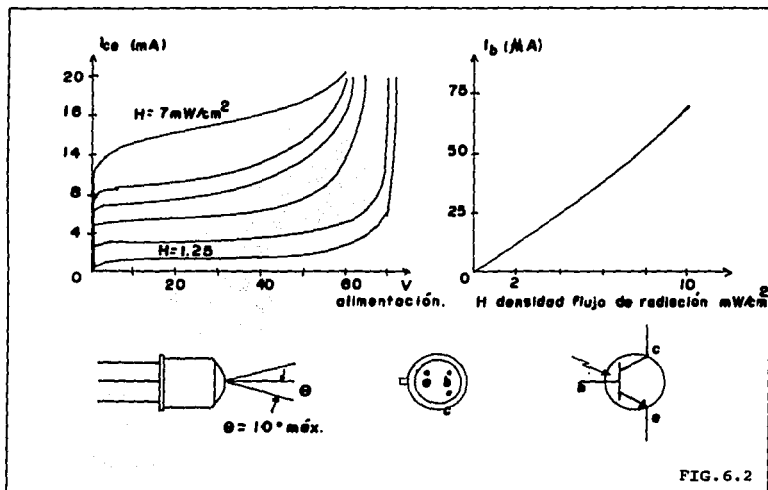 Ice (mA)
20
16
14
8
4
0
H= 7mW/cm²
H=1.25
20
40
60
V
alimentación.
Ib (µA)
75
50
25
0
2
10
H densidad flujo de radiación mW/cm²
θ
θ = 10° máx.
e
b
c
c
e
FIG.6.2